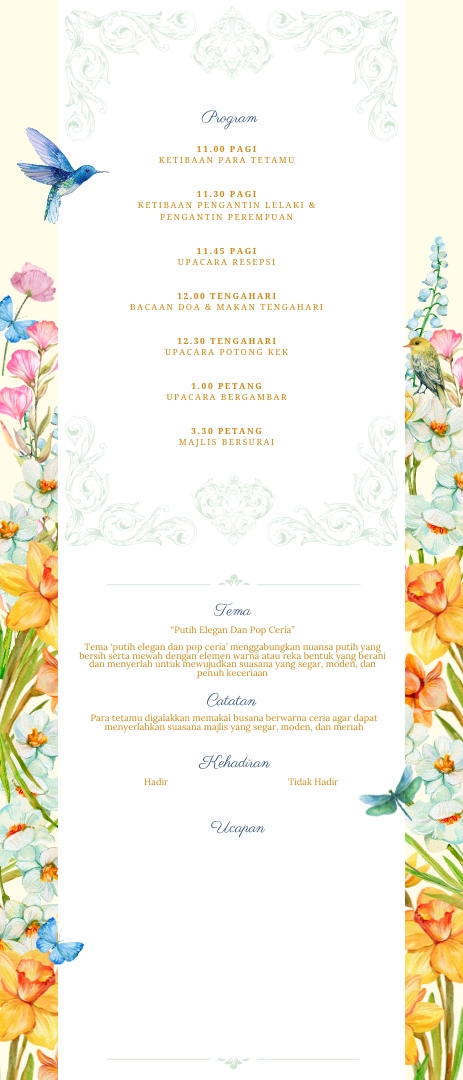 Program
11.00 PAGI
KETIBAAN PARA TETAMU
11.30 PAGI
KETIBAAN PENGANTIN LELAKI &
PENGANTIN PEREMPUAN
11.45 PAGI
UPACARA RESEPSI
12.00 TENGAHARI
BACAAN DOA & MAKAN TENGAHARI
12.30 TENGAHARI
UPACARA POTONG KEK
1.00 PETANG
UPACARA BERGAMBAR
3.30 PETANG
MAJLIS BERSURAI
Tema
“Putih Elegan Dan Pop Ceria”
Tema 'putih elegan dan pop ceria' menggabungkan nuansa putih yang
bersih serta mewah dengan elemen warna atau reka bentuk yang berani
dan menyerlah untuk mewujudkan suasana yang segar, moden, dan
penuh keceriaan
Catatan
Para tetamu digalakkan memakai busana berwarna ceria agar dapat
menyerlahkan suasana majlis yang segar, moden, dan meriah
Kehadiran
Hadir
Tidak Hadir
Ucapan